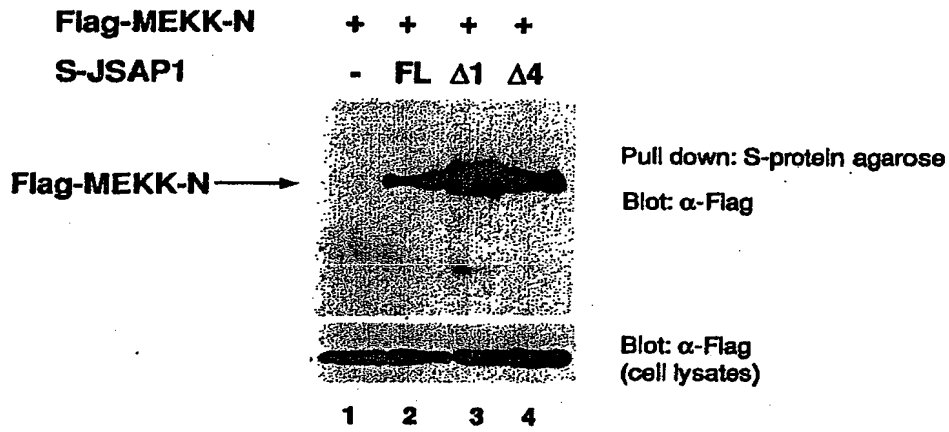 Flag-MEKK-N + + + +
S-JSAP1 - FL Δ1 Δ4
Flag-MEKK-N
Pull down: S-protein agarose
Blot: α-Flag
Blot: α-Flag
(cell lysates)
1 2 3 4